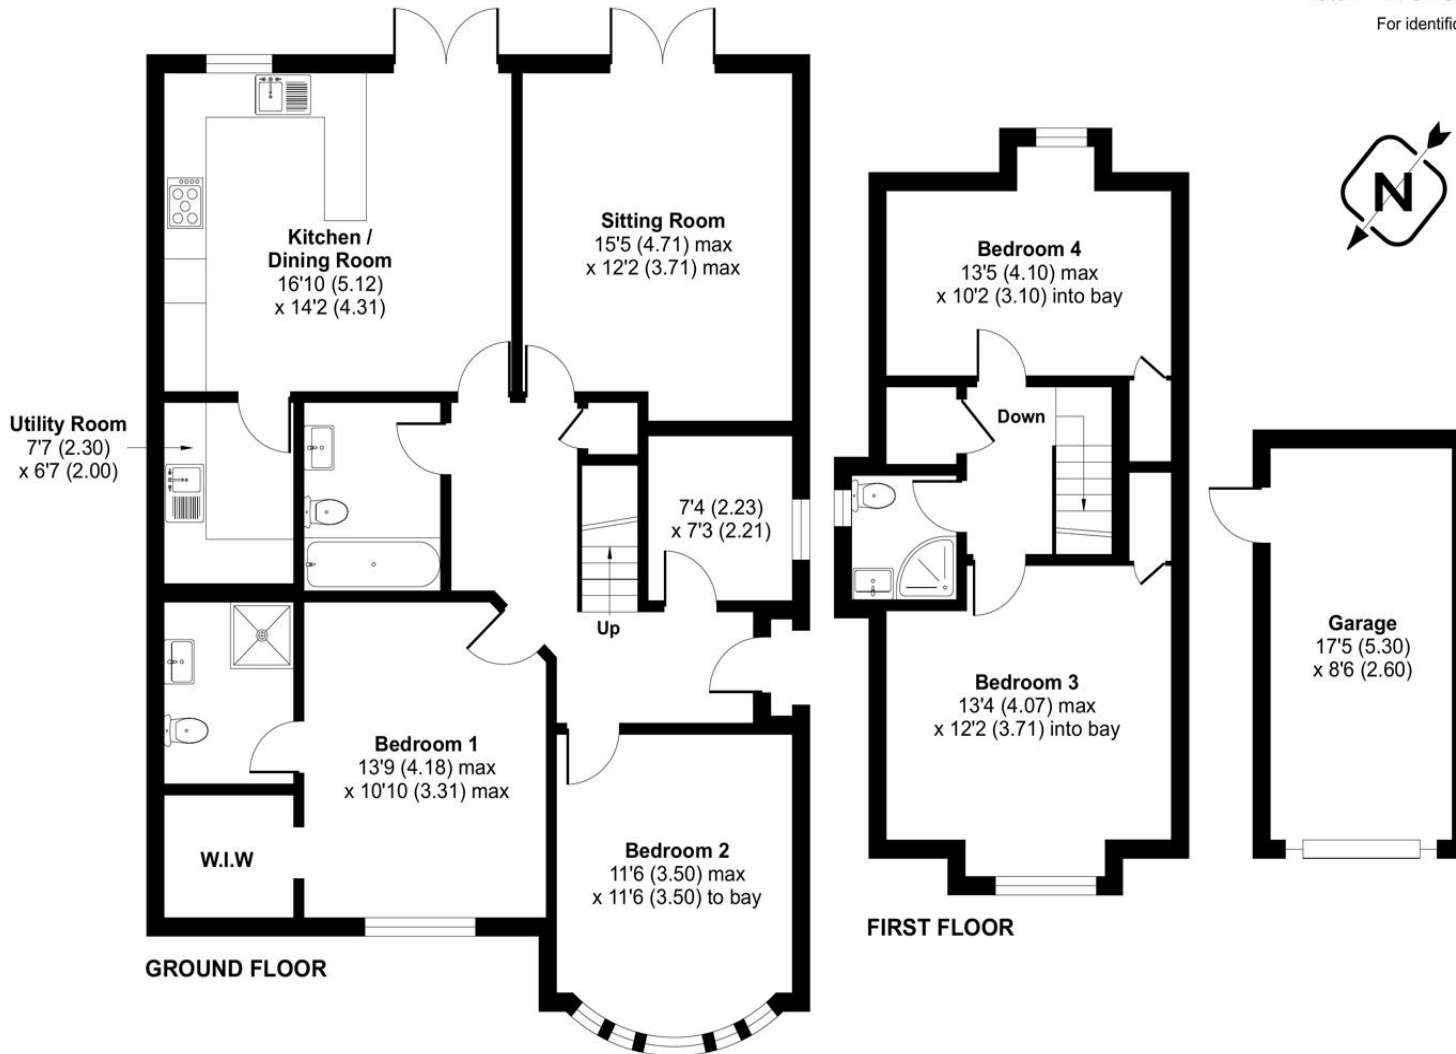 For identific
N
Kitchen /
Dining Room
16'10 (5.12)
x 14'2 (4.31)
Sitting Room
15'5 (4.71) max
x 12'2 (3.71) max
Utility Room
7'7 (2.30)
x 6'7 (2.00)
7'4 (2.23)
x 7'3 (2.21)
Up
Bedroom 1
13'9 (4.18) max
x 10'10 (3.31) max
W.I.W
Bedroom 2
11'6 (3.50) max
x 11'6 (3.50) to bay
GROUND FLOOR
Bedroom 4
13'5 (4.10) max
x 10'2 (3.10) into bay
Down
Bedroom 3
13'4 (4.07) max
x 12'2 (3.71) into bay
FIRST FLOOR
Garage
17'5 (5.30)
x 8'6 (2.60)